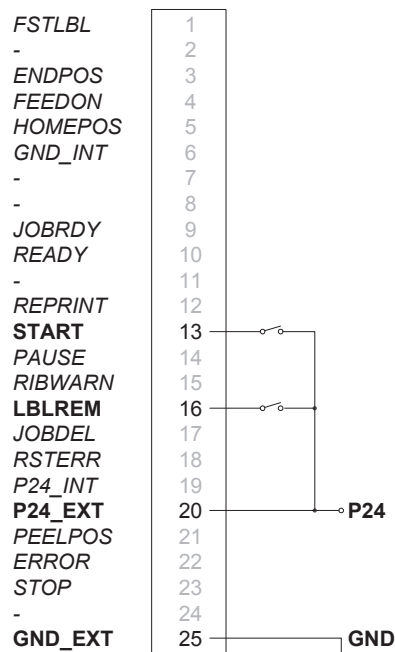 FSTLBL 1
- 2
ENDPOS 3
FEEDON 4
HOMEPOS 5
GND_INT 6
- 7
- 8
JOBRDY 9
READY 10
- 11
REPRINT 12
START 13
PAUSE 14
RIBWARN 15
LBLREM 16
JOBDEL 17
RSTERR 18
P24_INT 19
P24_EXT 20 P24
PEELPOS 21
ERROR 22
STOP 23
- 24
GND_EXT 25 GND